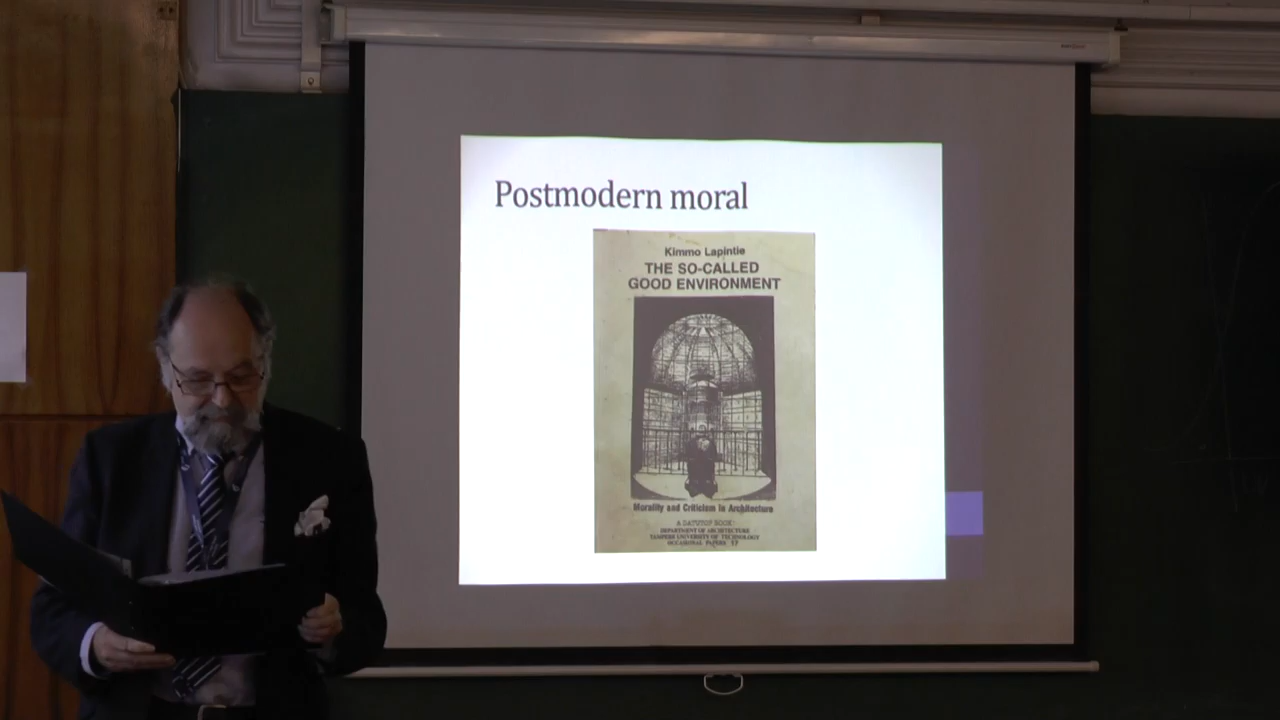 Postmodern moral
Kimmo Lapintie
THE SO-CALLED
GOOD ENVIRONMENT
Morality and Criticism in Architecture
A DATUTOP BOOK
DEPARTMENT OF ARCHITECTURE
TAMPERE UNIVERSITY OF TECHNOLOGY
OCCASIONAL PAPERS